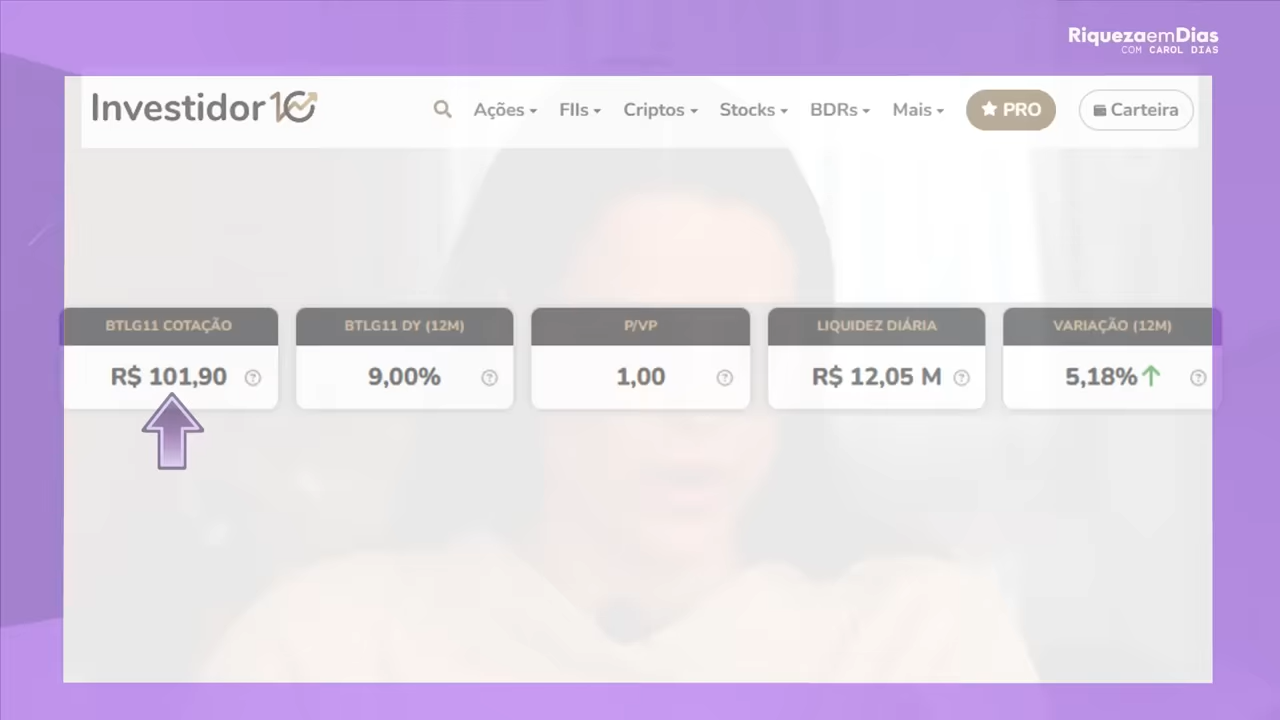 RiquezaemDias
COM CAROL DIAS
Investidor10
Ações
FIIs
Criptos
Stocks
BDRs
Mais
PRO
Carteira
BTLG11 COTAÇÃO
R$ 101,90
BTLG11 DY (12M)
9,00%
P/VP
1,00
LIQUIDEZ DIÁRIA
R$ 12,05 M
VARIAÇÃO (12M)
5,18%